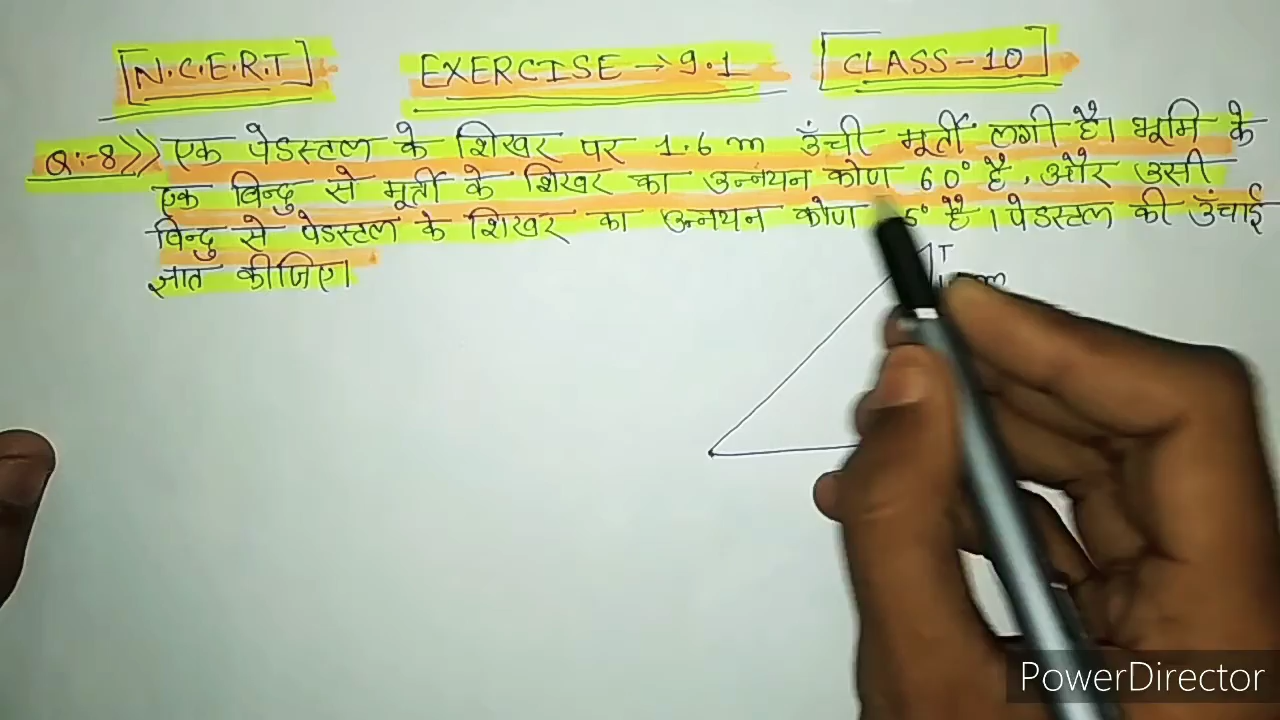 N.C.E.R.T EXERCISE → 9.1 CLASS-10
Q:-8>> एक पेडस्टल के शिखर पर 1.6 m उंची मूर्ती लगी है। भूमि के
एक विन्दु से मूर्ती के शिखर का उन्नयन कोण 60° है, और उसी
विन्दु से पेडस्टल के शिखर का उन्नयन कोण 5° है। पेडस्टल की उंचाई
ज्ञात कीजिए।
T
m
PowerDirector